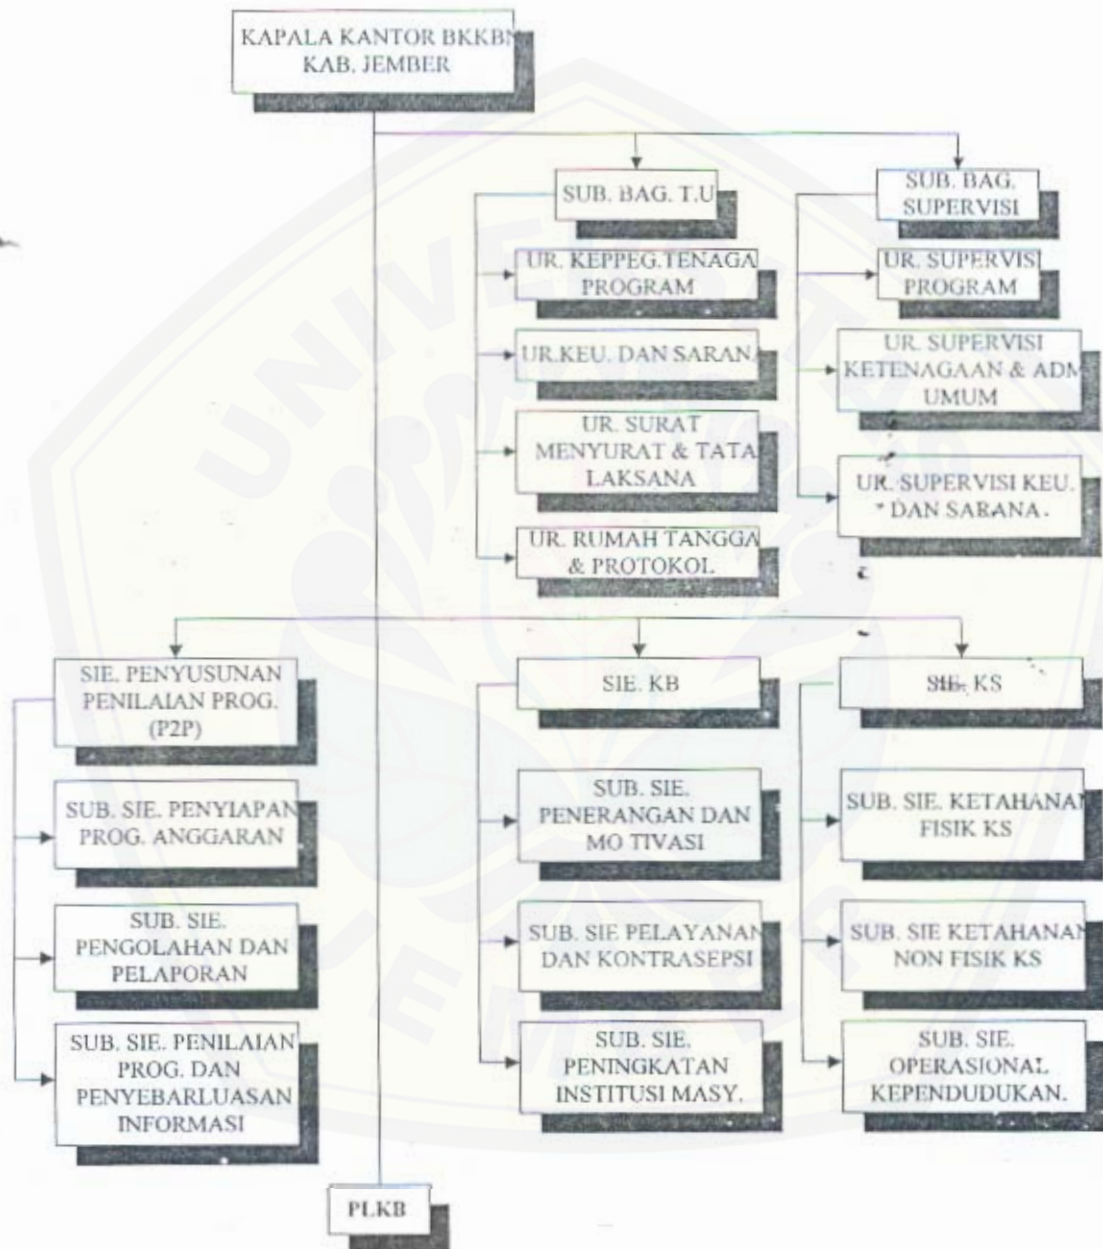 KAPALA KANTOR BKKBN
KAB. JEMBER
SUB. BAG. T.U
SUB. BAG.
SUPERVISI
UR. KEPPEG.TENAGA
PROGRAM
UR. SUPERVISI
PROGRAM
UR.KEU. DAN SARANA
UR. SUPERVISI
KETENAGAAN & ADM
UMUM
UR. SURAT
MENYURAT & TATA
LAKSANA
UR. SUPERVISI KEU.
DAN SARANA.
UR. RUMAH TANGGA
& PROTOKOL
SIE. PENYUSUNAN
PENILAIAN PROG.
(P2P)
SIE. KB
SIE. KS
SUB. SIE. PENYIAPAN
PROG. ANGGARAN
SUB. SIE.
PENERANGAN DAN
MO TIVASI
SUB. SIE. KETAHANAN
FISIK KS
SUB. SIE.
PENGOLAHAN DAN
PELAPORAN
SUB. SIE PELAYANAN
DAN KONTRASEPSI
SUB. SIE KETAHANAN
NON FISIK KS
SUB. SIE. PENILAIAN
PROG. DAN
PENYEBARLUASAN
INFORMASI
SUB. SIE.
PENINGKATAN
INSTITUSI MASY.
SUB. SIE.
OPERASIONAL
KEPENDUDUKAN.
PLKB
UNIVERSITAS
JEMBER